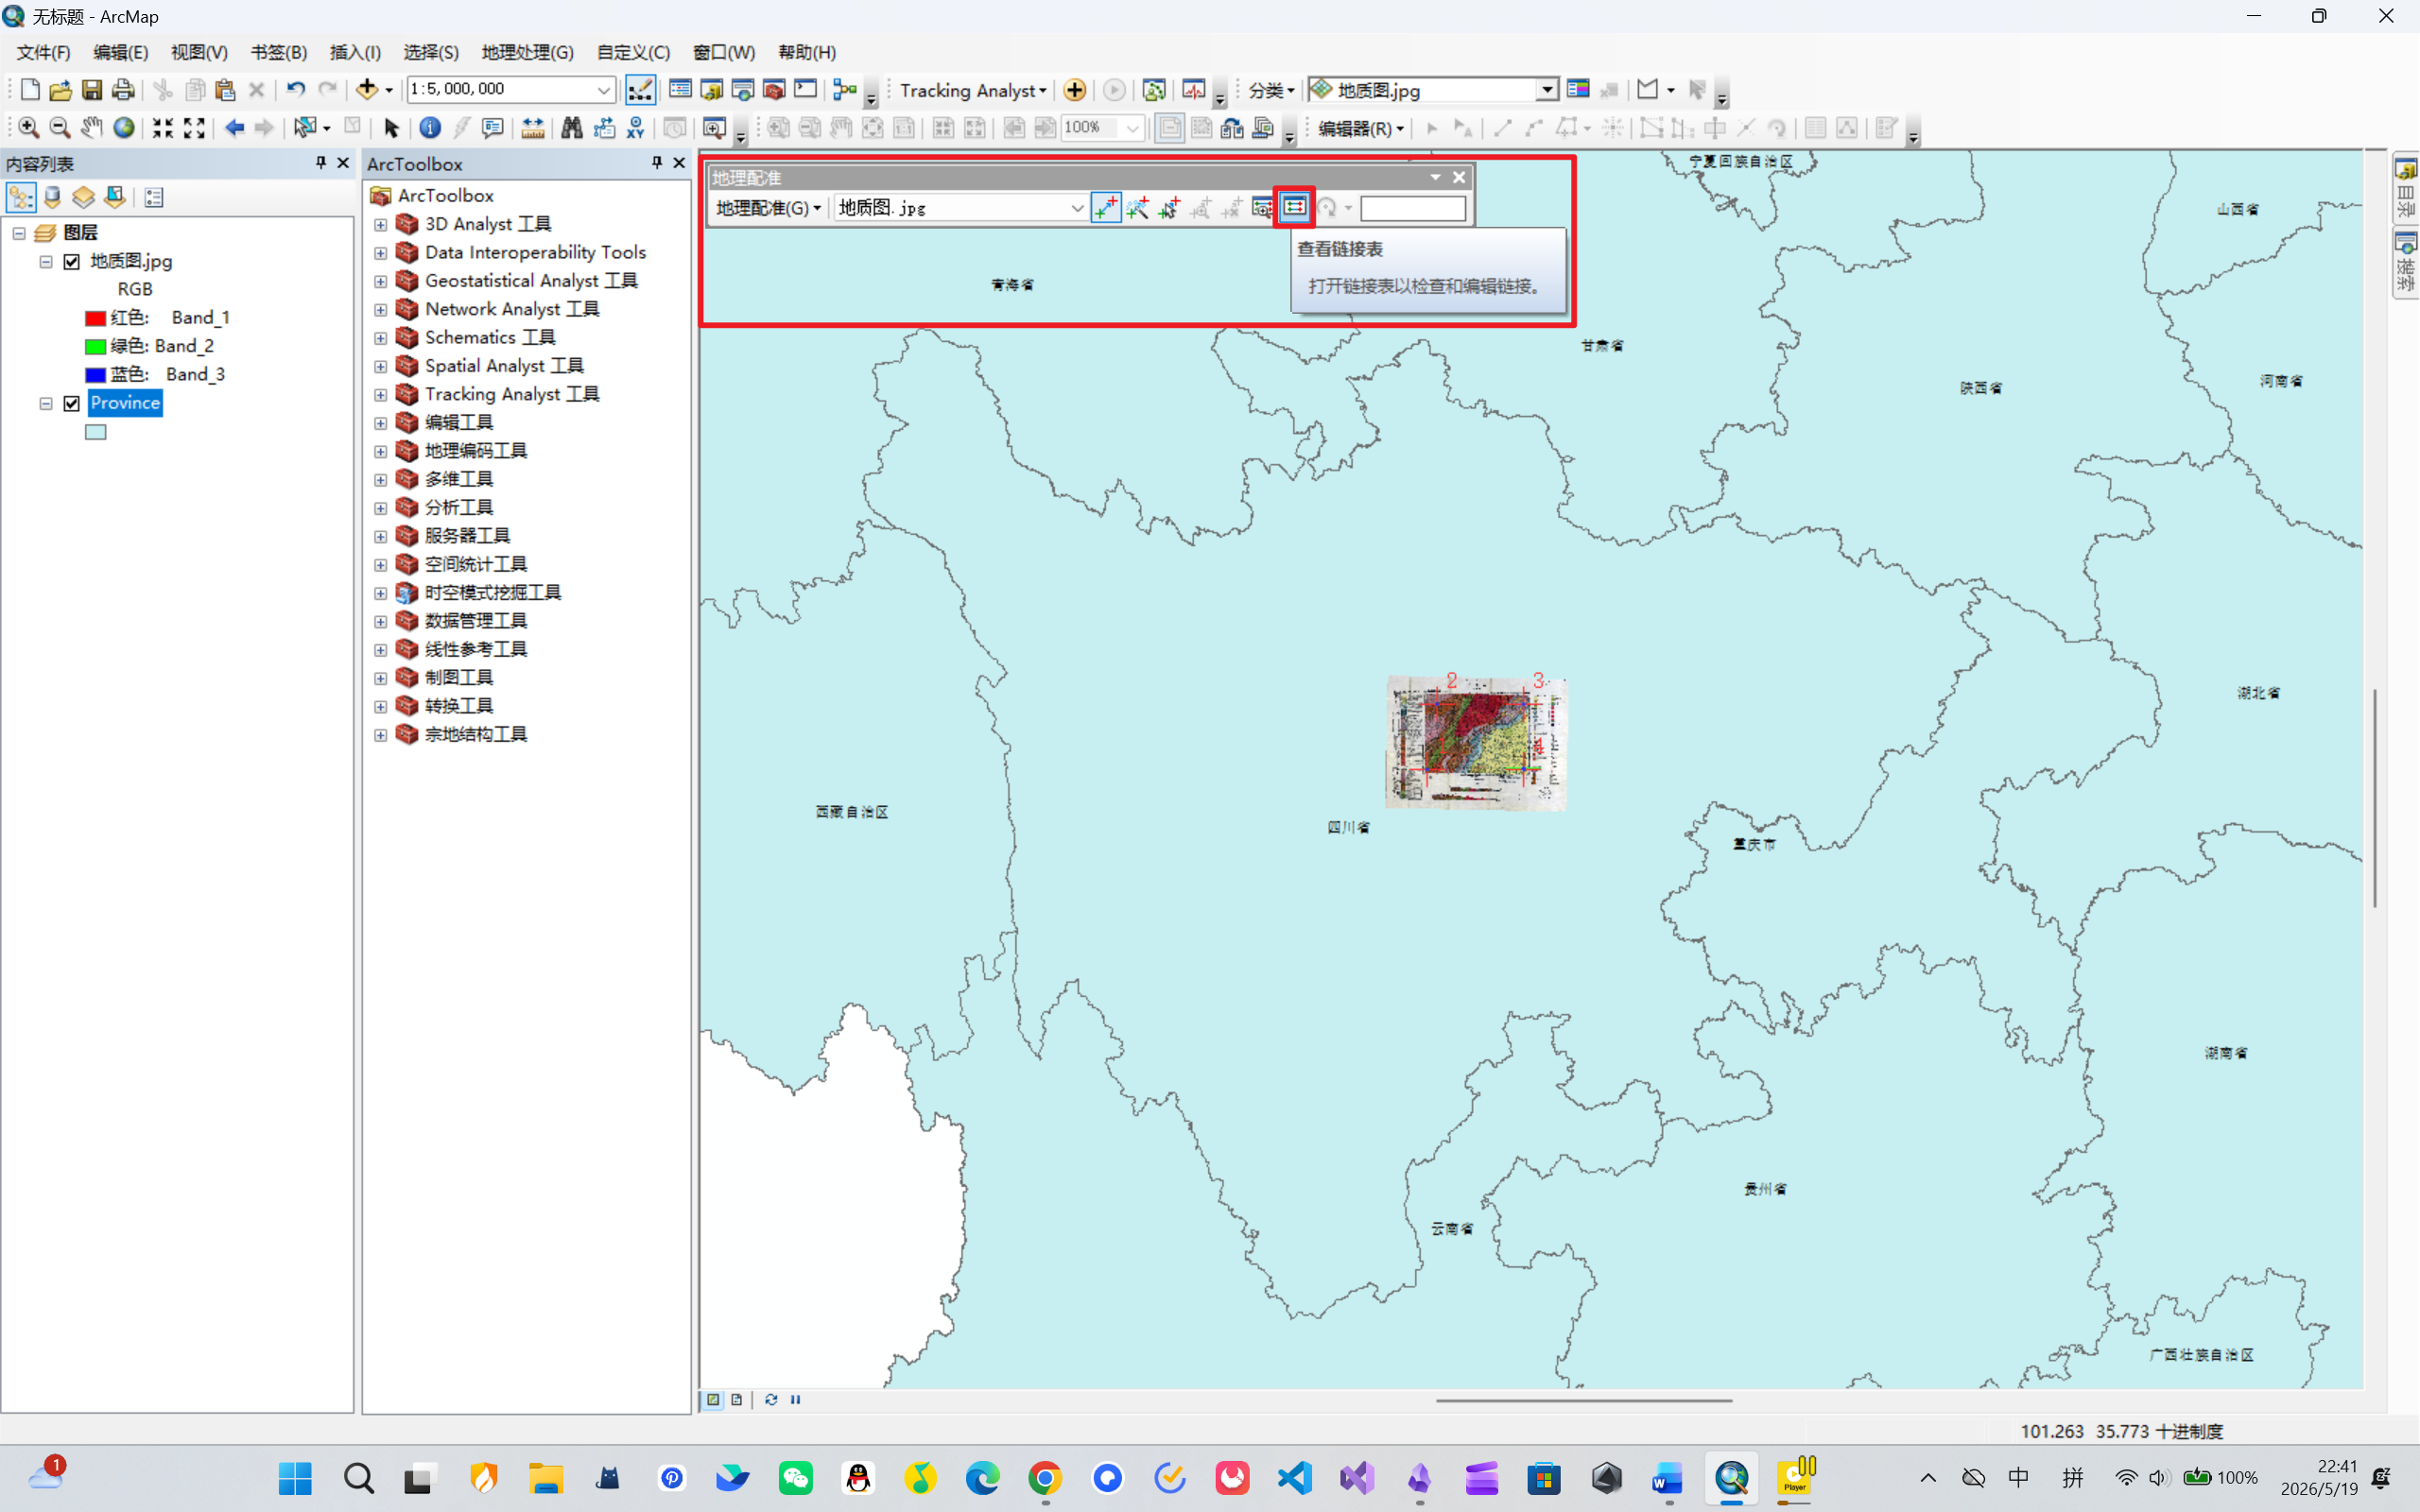 无标题 - ArcMap
文件(F) 编辑(E) 视图(V) 书签(B) 插入(I) 选择(S) 地理处理(G) 自定义(C) 窗口(W) 帮助(H)
1:5,000,000 Tracking Analyst 分类 地质图.jpg
100% 编辑器(R)
内容列表
图层
地质图.jpg
RGB
红色: Band_1
绿色: Band_2
蓝色: Band_3
Province
ArcToolbox
ArcToolbox
3D Analyst 工具
Data Interoperability Tools
Geostatistical Analyst 工具
Network Analyst 工具
Schematics 工具
Spatial Analyst 工具
Tracking Analyst 工具
编辑工具
地理编码工具
多维工具
分析工具
服务器工具
空间统计工具
时空模式挖掘工具
数据管理工具
线性参考工具
制图工具
转换工具
宗地结构工具
地理配准
地理配准(G) 地质图.jpg
查看链接表
打开链接表以检查和编辑链接。
宁夏回族自治区
山西省
青海省
甘肃省
陕西省
河南省
湖北省
2 3
4
西藏自治区
四川省
重庆市
湖南省
贵州省
云南省
广西壮族自治区
目录
搜索
101.263 35.773 十进制度
1
Player
中 拼 100%
22:41
2026/5/19